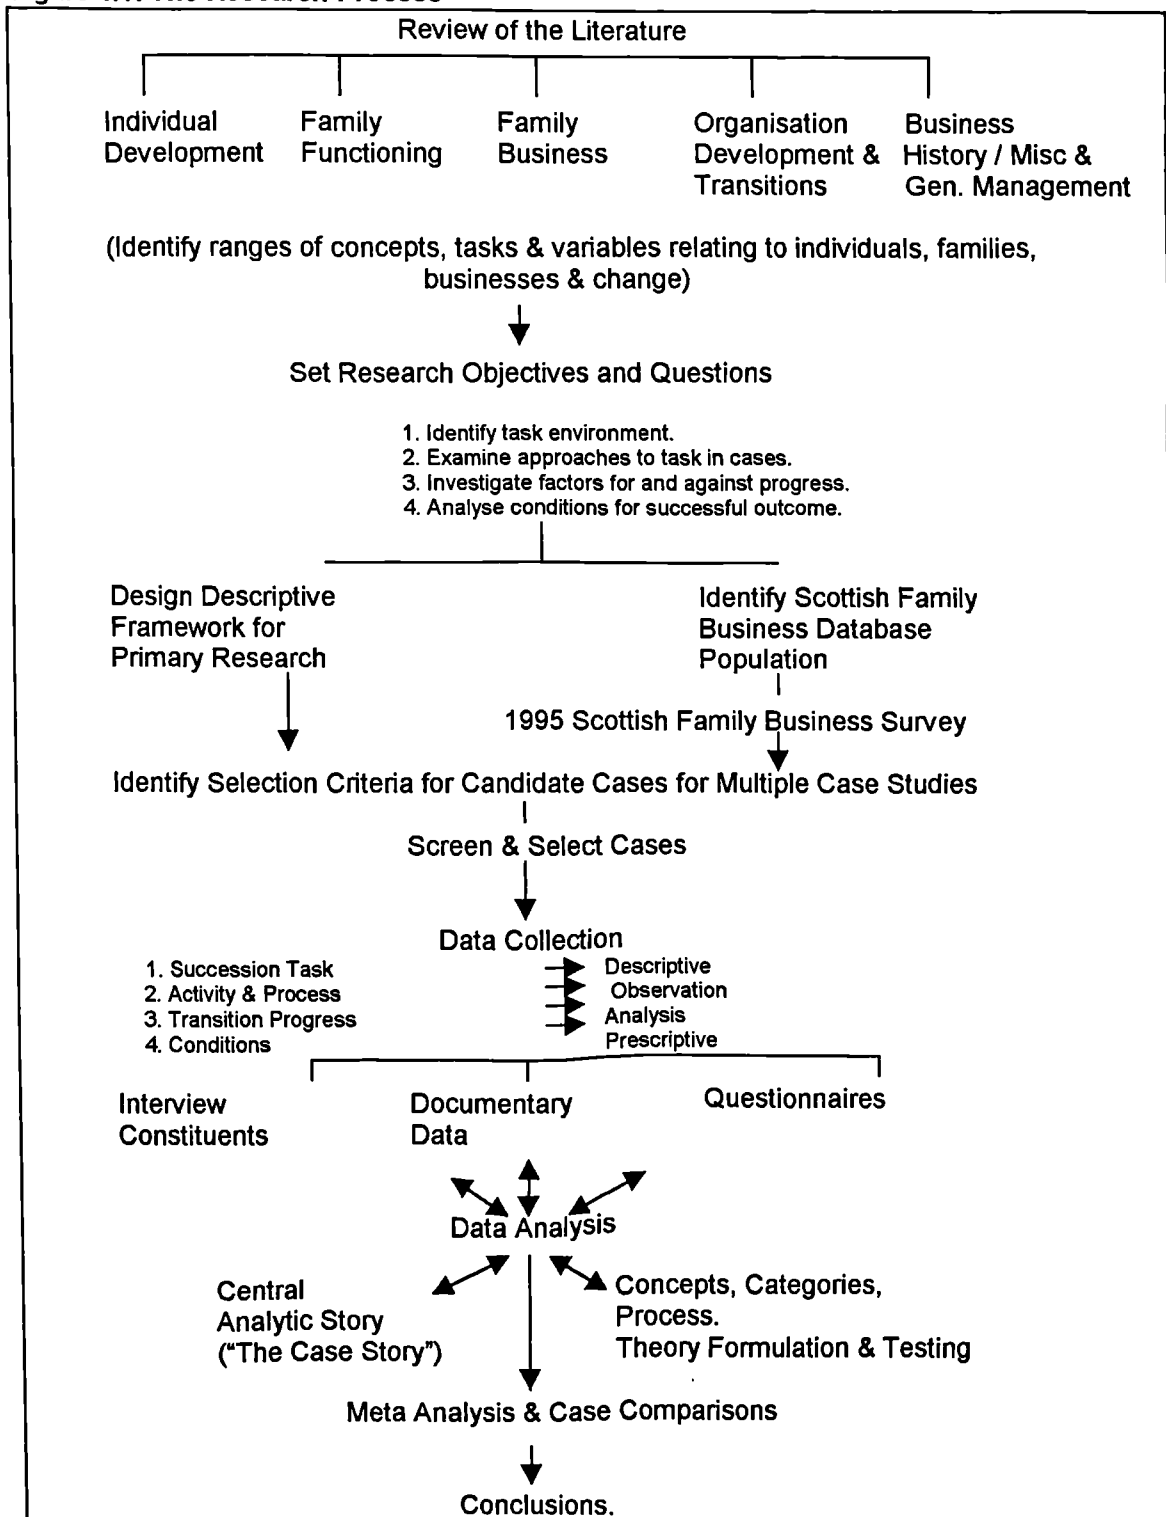 Review of the Literature
Individual
Development
Family
Functioning
Family
Business
Organisation
Development &
Transitions
Business
History / Misc &
Gen. Management
(Identify ranges of concepts, tasks & variables relating to individuals, families,
businesses & change)
Set Research Objectives and Questions
1. Identify task environment.
2. Examine approaches to task in cases.
3. Investigate factors for and against progress.
4. Analyse conditions for successful outcome.
Design Descriptive
Framework for
Primary Research
Identify Scottish Family
Business Database
Population
1995 Scottish Family Business Survey
Identify Selection Criteria for Candidate Cases for Multiple Case Studies
Screen & Select Cases
Data Collection
1. Succession Task
2. Activity & Process
3. Transition Progress
4. Conditions
Descriptive
Observation
Analysis
Prescriptive
Interview
Constituents
Documentary
Data
Questionnaires
Data Analysis
Central
Analytic Story
("The Case Story")
Concepts, Categories,
Process.
Theory Formulation & Testing
Meta Analysis & Case Comparisons
Conclusions.